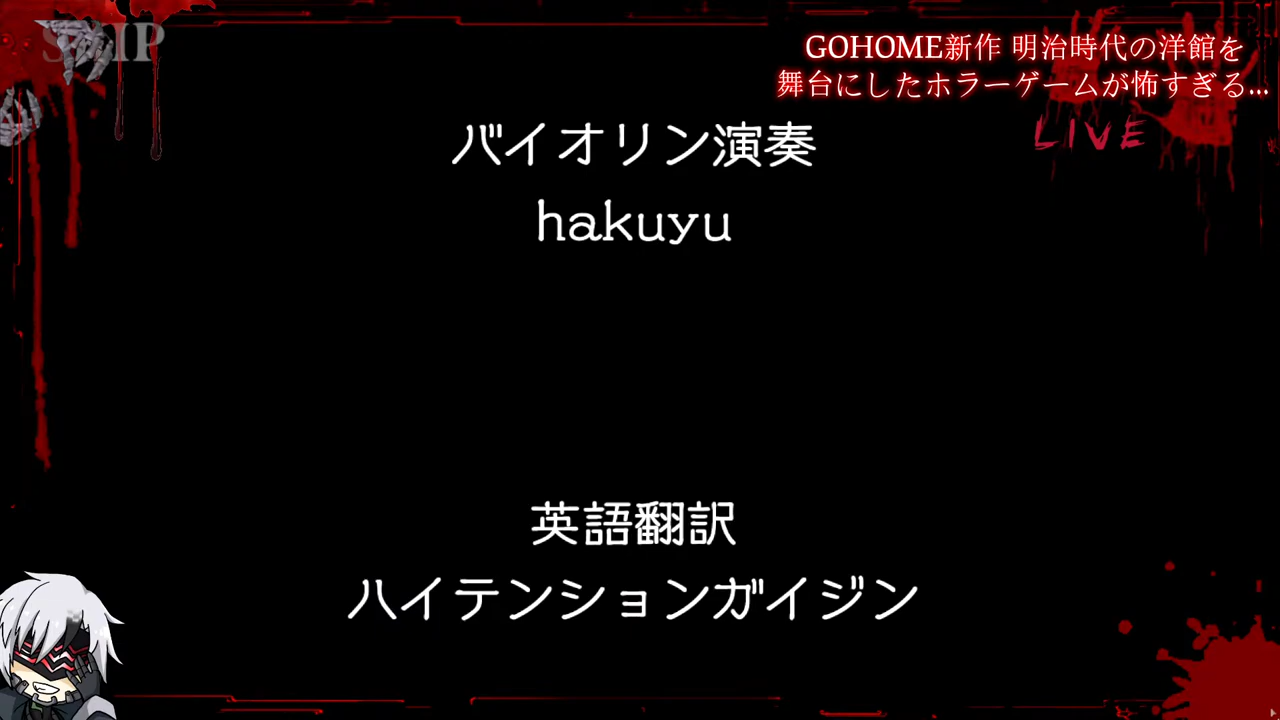 SKIP
GOHOME新作 明治時代の洋館を
舞台にしたホラーゲームが怖すぎる...
LIVE
バイオリン演奏
hakuyu
英語翻訳
ハイテンションガイジン